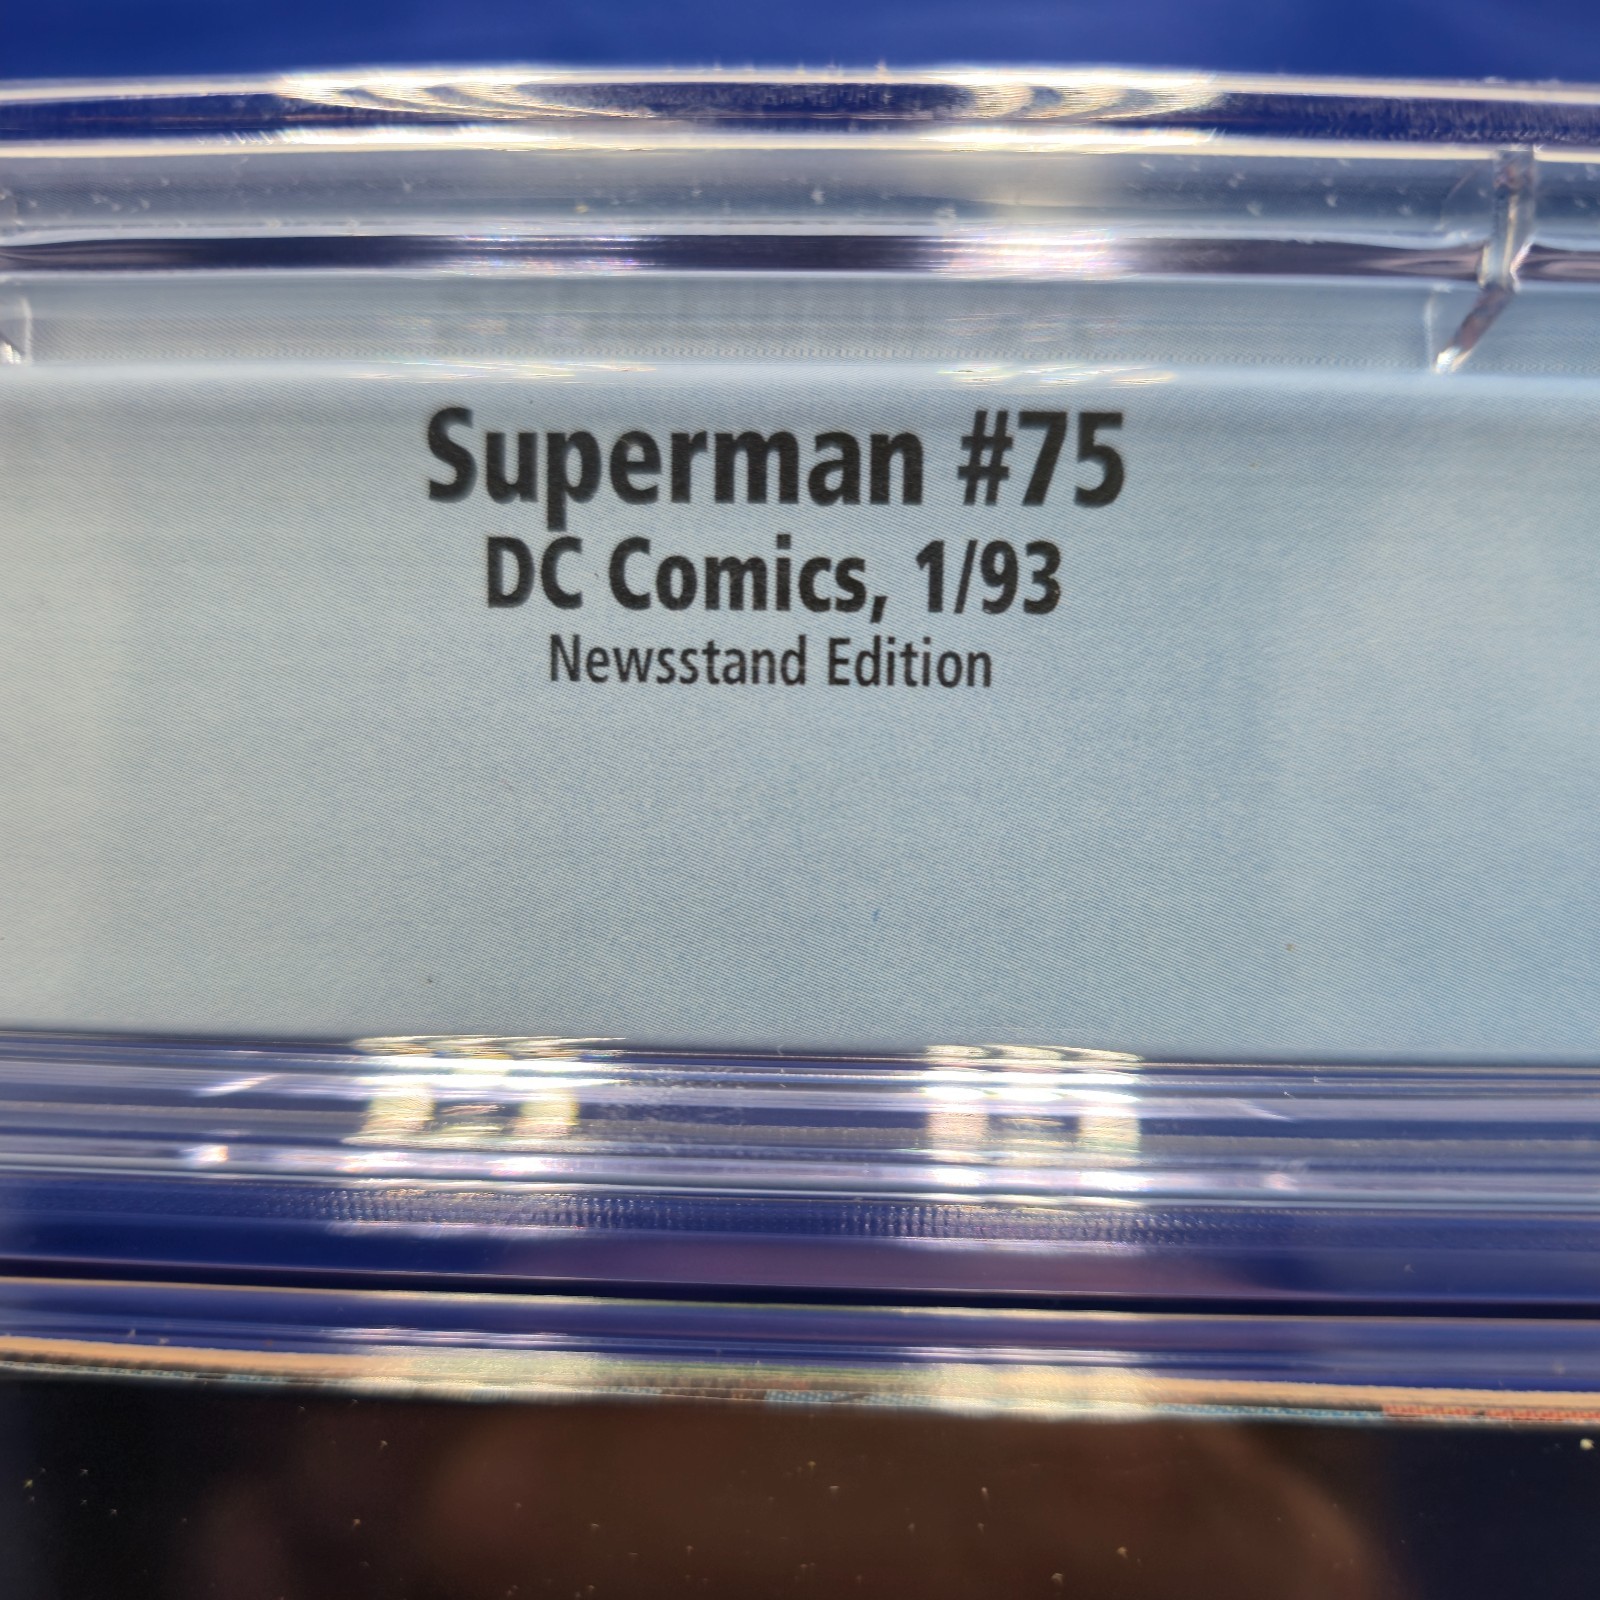 Superman #75
DC Comics, 1/93
Newsstand Edition